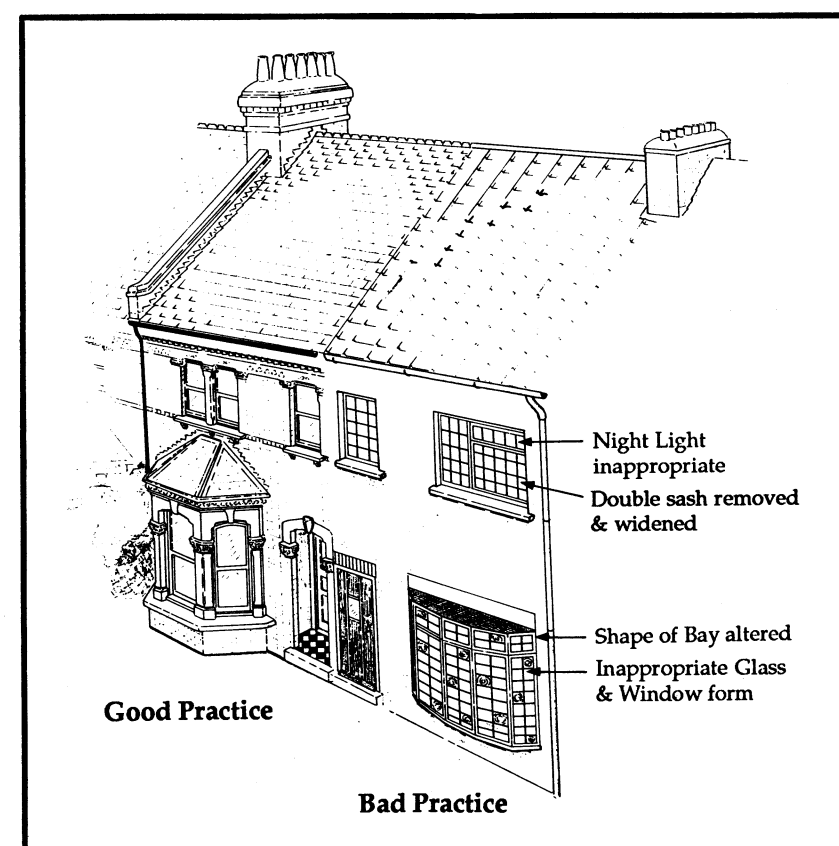 Night Light
inappropriate
Double sash removed
& widened
Shape of Bay altered
Inappropriate Glass
& Window form
Good Practice
Bad Practice